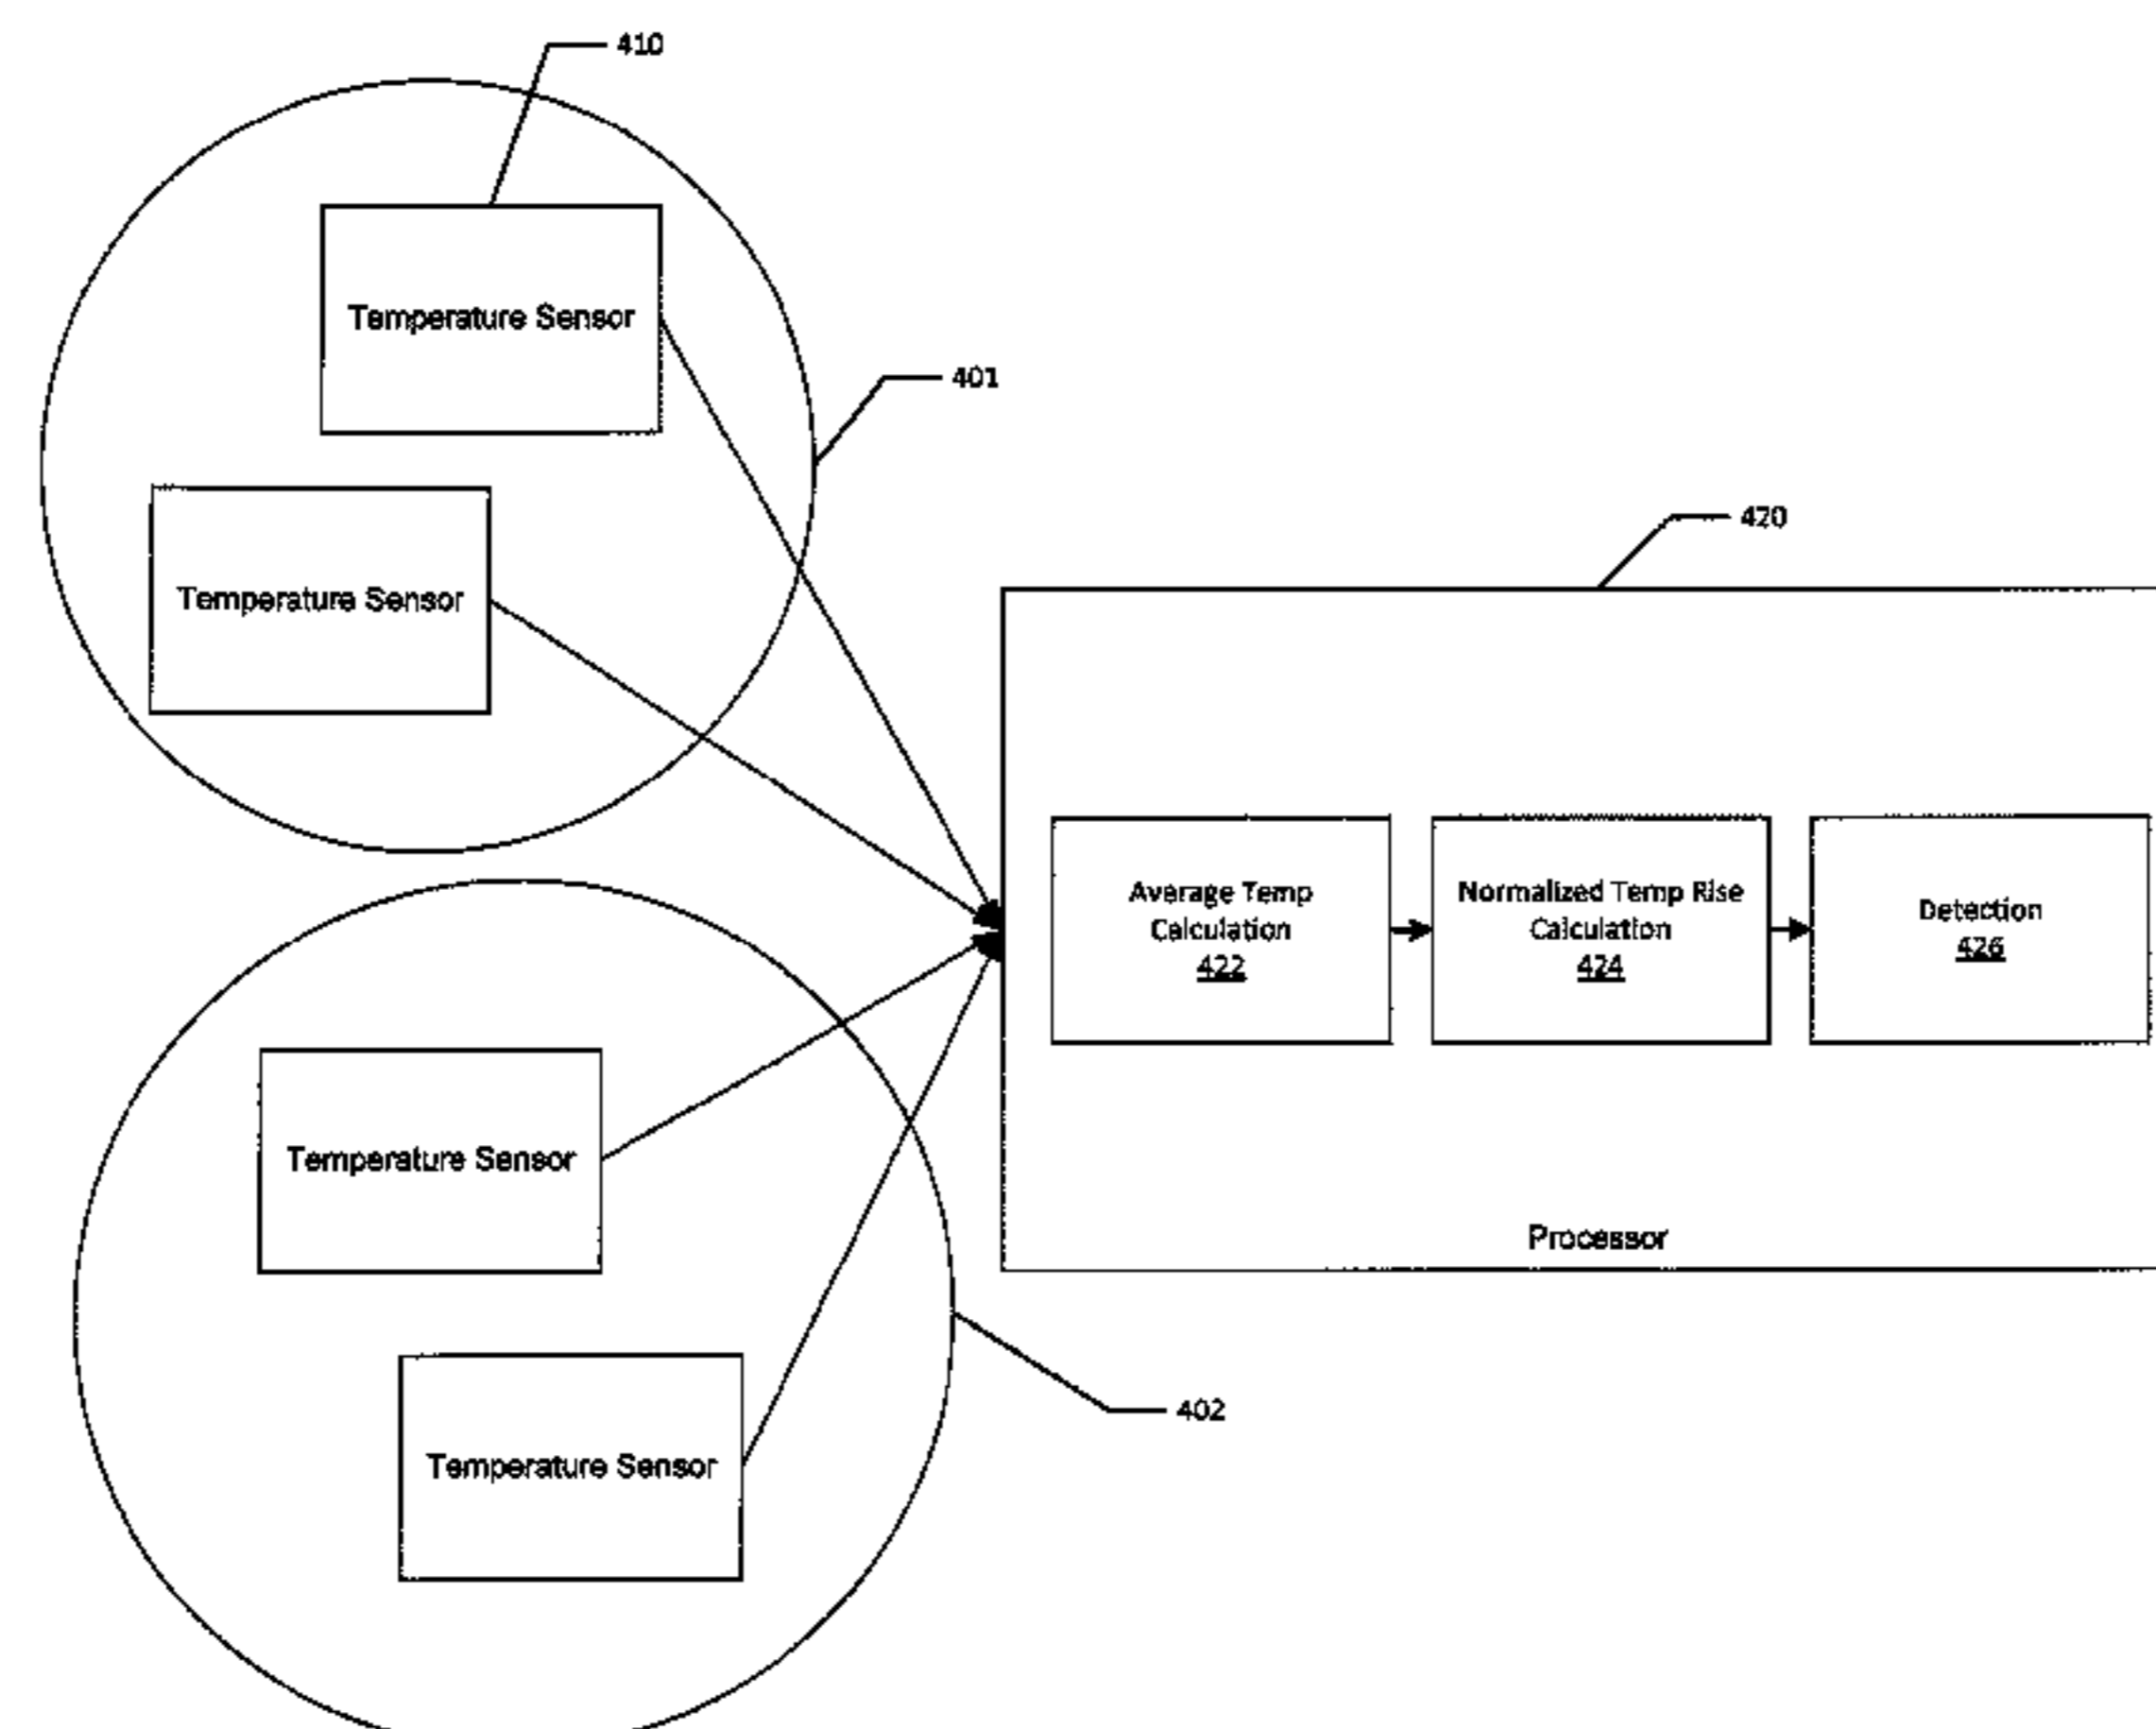 410
Temperature Sensor
401
Temperature Sensor
420
Average Temp
Calculation
422
Normalized Temp Rise
Calculation
424
Detection
426
Temperature Sensor
Processor
402
Temperature Sensor